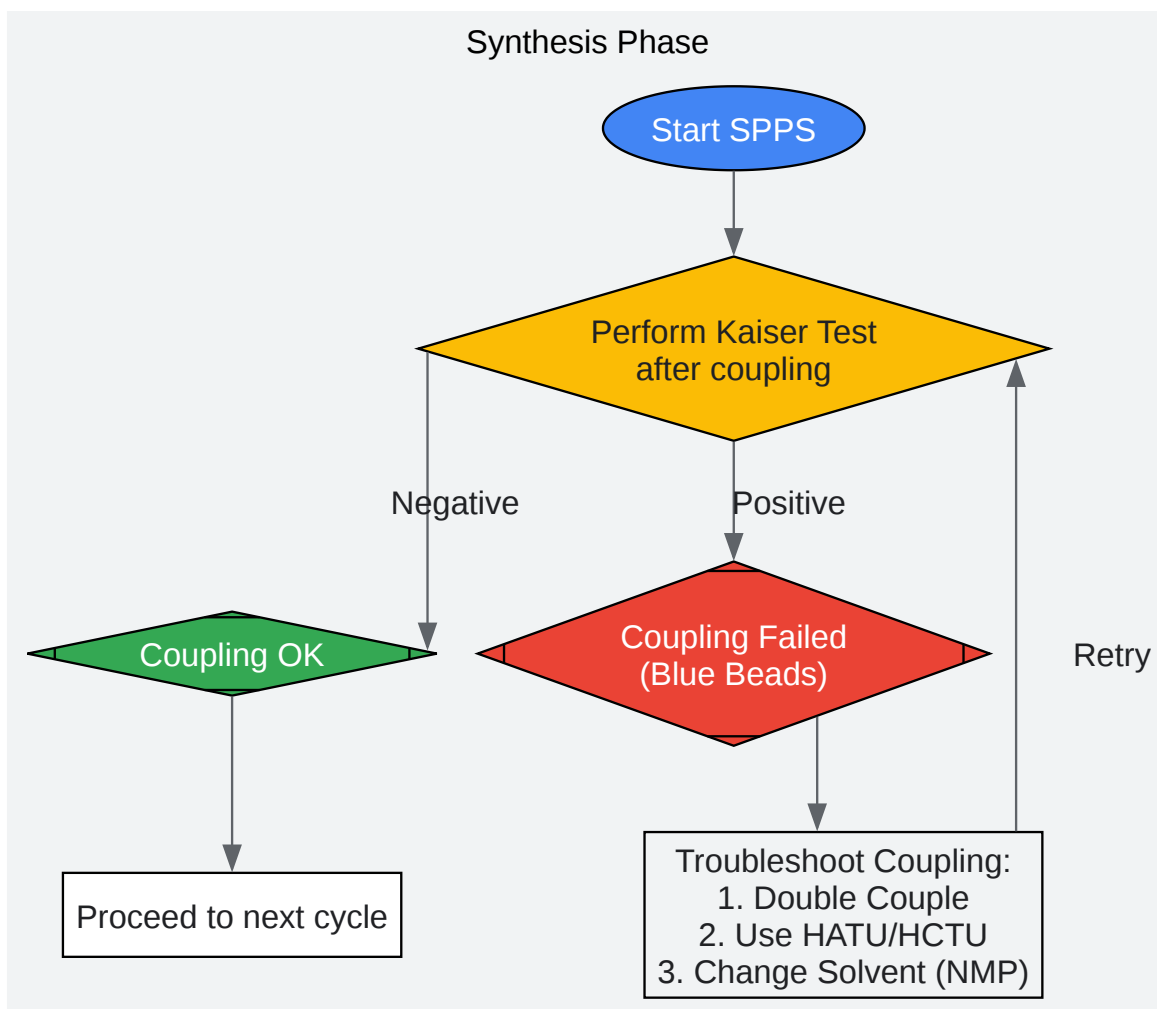 Synthesis Phase
Start SPPS
Perform Kaiser Test
after coupling
Negative
Positive
Coupling OK
Coupling Failed
(Blue Beads)
Retry
Proceed to next cycle
Troubleshoot Coupling:
1. Double Couple
2. Use HATU/HCTU
3. Change Solvent (NMP)